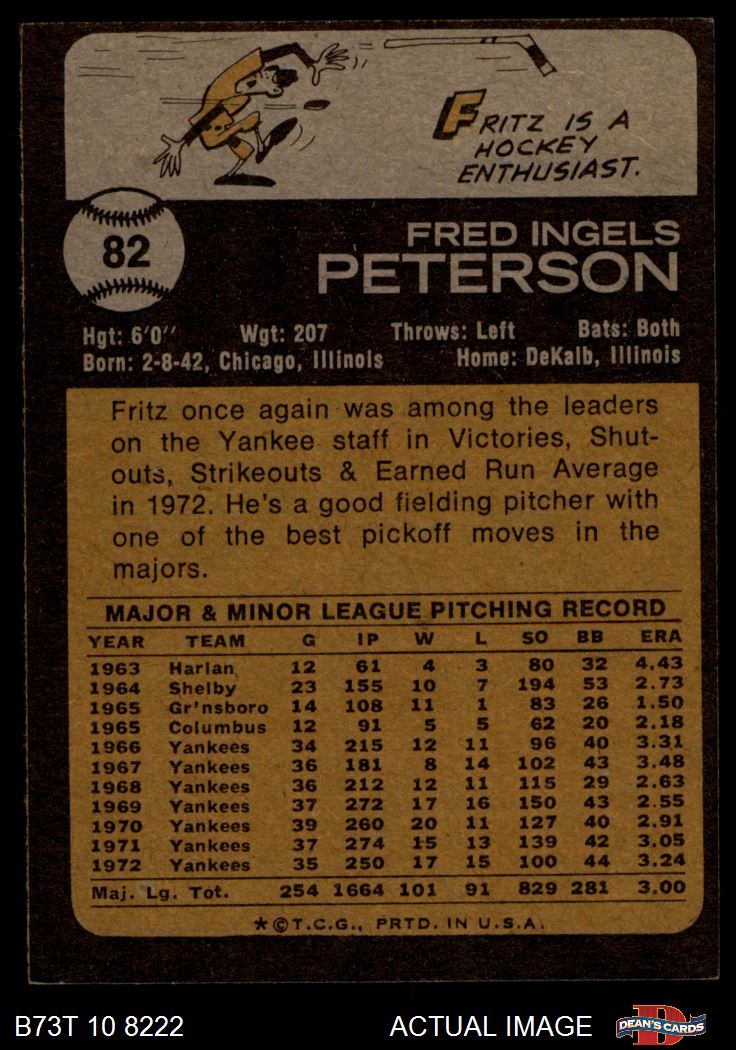 FRITZ IS A
HOCKEY
ENTHUSIAST.
82
FRED INGELS
PETERSON
Hgt: 6'0'' Wgt: 207 Throws: Left Bats: Both
Born: 2-8-42, Chicago, Illinois Home: DeKalb, Illinois
Fritz once again was among the leaders
on the Yankee staff in Victories, Shut-
outs, Strikeouts & Earned Run Average
in 1972. He's a good fielding pitcher with
one of the best pickoff moves in the
majors.
MAJOR & MINOR LEAGUE PITCHING RECORD
YEAR TEAM G IP W L SO BB ERA
1963 Harlan 12 61 4 3 80 32 4.43
1964 Shelby 23 155 10 7 194 53 2.73
1965 Gr'nsboro 14 108 11 1 83 26 1.50
1965 Columbus 12 91 5 5 62 20 2.18
1966 Yankees 34 215 12 11 96 40 3.31
1967 Yankees 36 181 8 14 102 43 3.48
1968 Yankees 36 212 12 11 115 29 2.63
1969 Yankees 37 272 17 16 150 43 2.55
1970 Yankees 39 260 20 11 127 40 2.91
1971 Yankees 37 274 15 13 139 42 3.05
1972 Yankees 35 250 17 15 100 44 3.24
Maj. Lg. Tot. 254 1664 101 91 829 281 3.00
*©T.C.G., PRTD. IN U.S.A.
B73T 10 8222 ACTUAL IMAGE DEAN'S CARDS